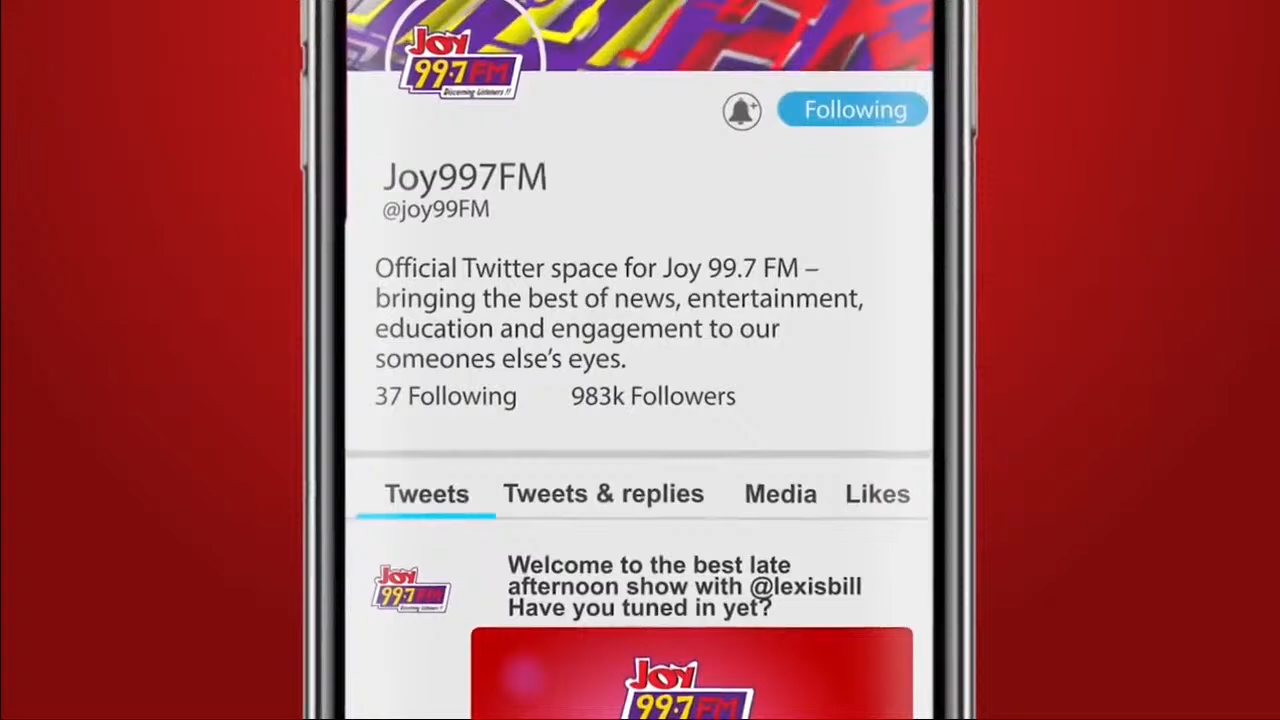 Joy
99.7 FM
Discerning Listeners !!
Following
Joy997FM
@joy99FM
Official Twitter space for Joy 99.7 FM –
bringing the best of news, entertainment,
education and engagement to our
someones else's eyes.
37 Following 983k Followers
Tweets Tweets & replies Media Likes
Joy
99.7 FM
Discerning Listeners !!
Welcome to the best late
afternoon show with @lexisbill
Have you tuned in yet?
Joy
99.7 FM